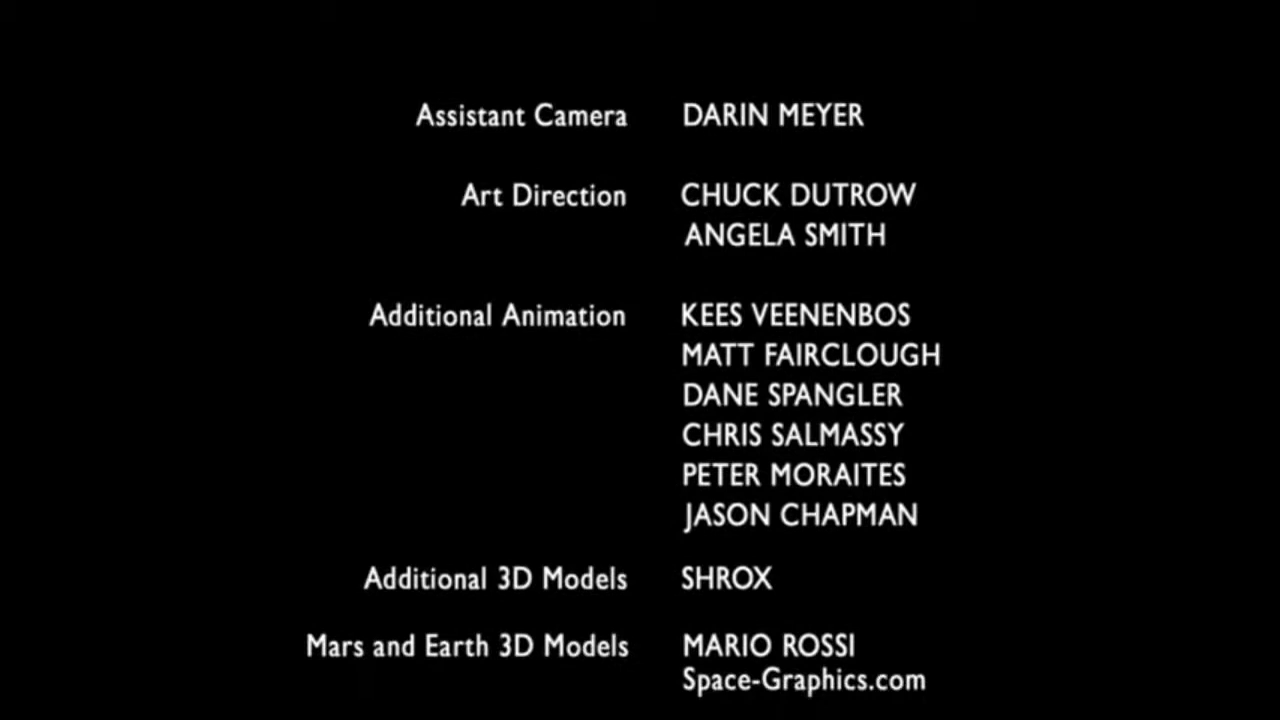 Assistant Camera DARIN MEYER
Art Direction CHUCK DUTROW
ANGELA SMITH
Additional Animation KEES VEENENBOS
MATT FAIRCLOUGH
DANE SPANGLER
CHRIS SALMASSY
PETER MORAITES
JASON CHAPMAN
Additional 3D Models SHROX
Mars and Earth 3D Models MARIO ROSSI
Space-Graphics.com